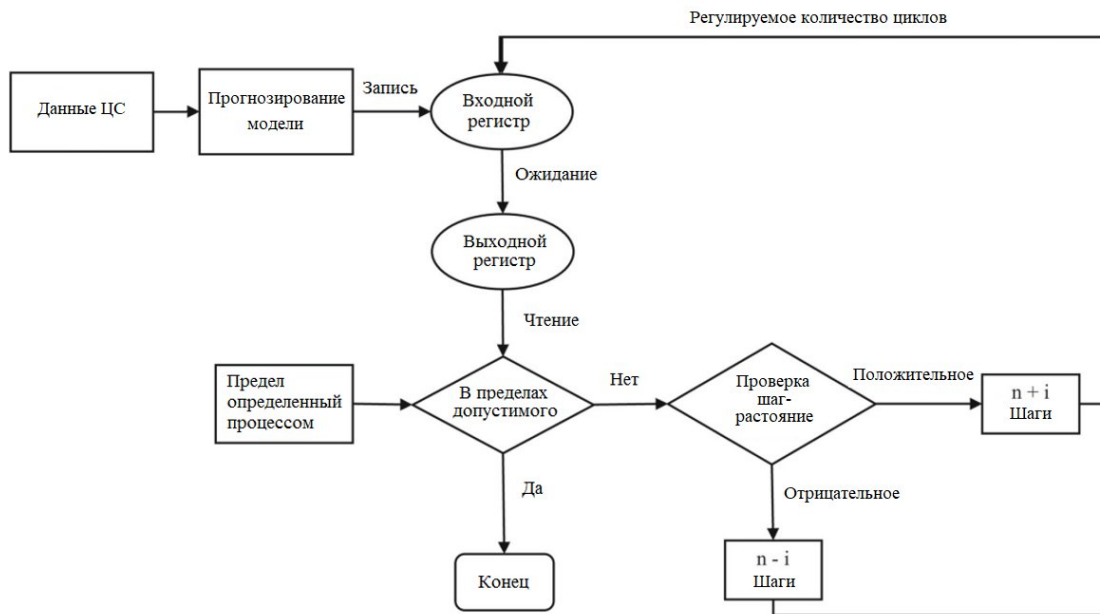 Регулируемое количество циклов
Данные ЦС
Прогнозирование
модели
Запись
Входной
регистр
Ожидание
Выходной
регистр
Чтение
Предел
определенный
процессом
В пределах
допустимого
Нет
Проверка
шаг-
растояние
Положительное
n + i
Шаги
Да
Отрицательное
Конец
n - i
Шаги